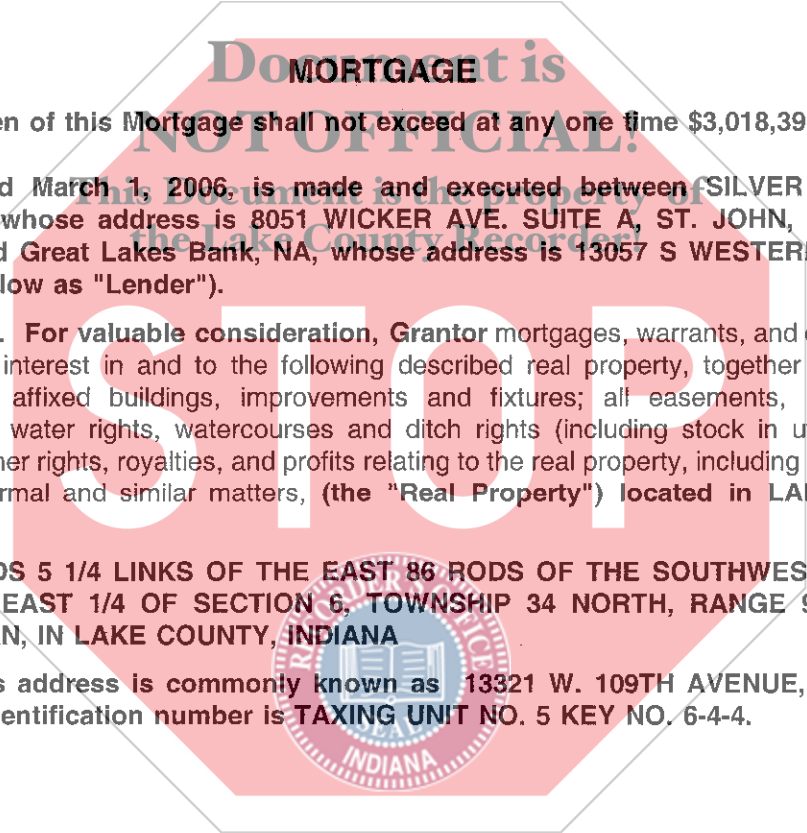 Document is
MORTGAGE
NOT OFFICIAL!
en of this Mortgage shall not exceed at any one time $3,018,39
This Document is the property of
d March 1, 2006, is made and executed between SILVER
the Lake County Recorder!
whose address is 8051 WICKER AVE. SUITE A, ST. JOHN,
d Great Lakes Bank, NA, whose address is 13057 S WESTER
low as "Lender").
STOP
. For valuable consideration, Grantor mortgages, warrants, and
interest in and to the following described real property, together
affixed buildings, improvements and fixtures; all easements,
water rights, watercourses and ditch rights (including stock in u
her rights, royalties, and profits relating to the real property, including
rmal and similar matters, (the "Real Property") located in LA
DS 5 1/4 LINKS OF THE EAST 86 RODS OF THE SOUTHWES
EAST 1/4 OF SECTION 6, TOWNSHIP 34 NORTH, RANGE 9
AN, IN LAKE COUNTY, INDIANA
s address is commonly known as 13321 W. 109TH AVENUE,
entification number is TAXING UNIT NO. 5 KEY NO. 6-4-4.
RECORDER'S OFFICE
SEAL
INDIANA